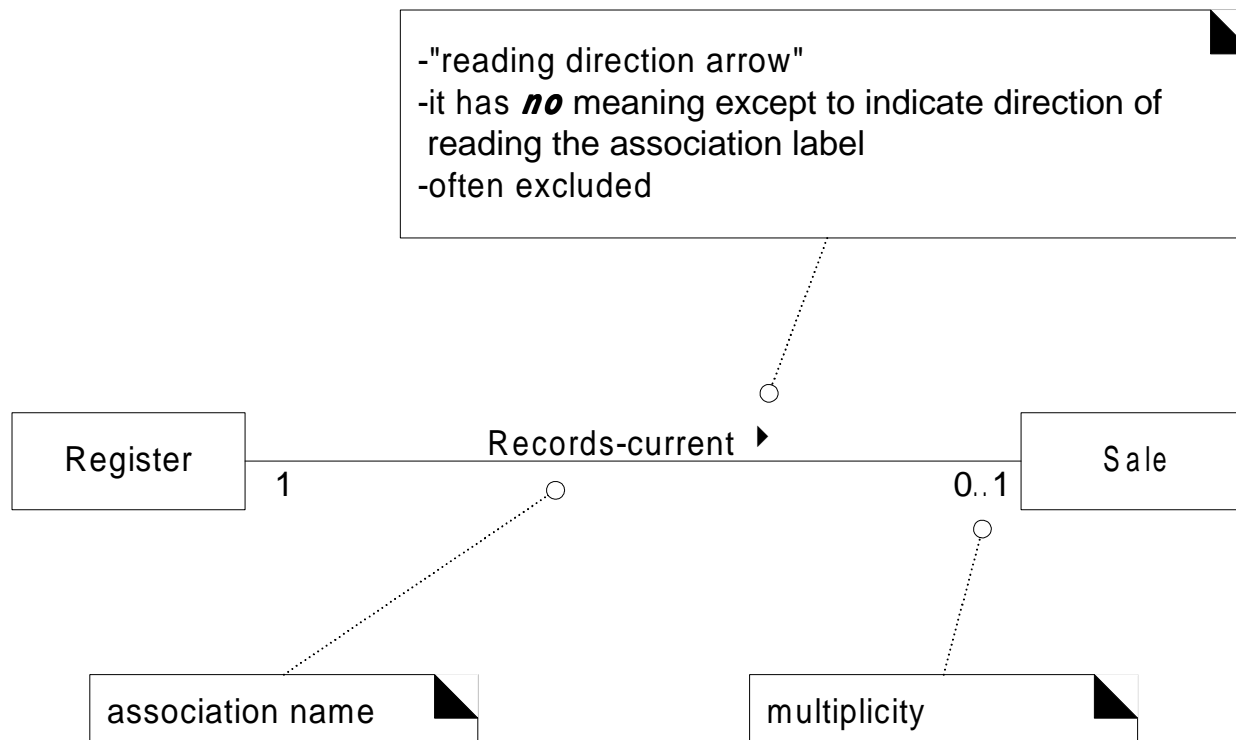 -"reading direction arrow"
-it has no meaning except to indicate direction of
reading the association label
-often excluded
Records-current
Register
Sale
1
0..1
association name
multiplicity